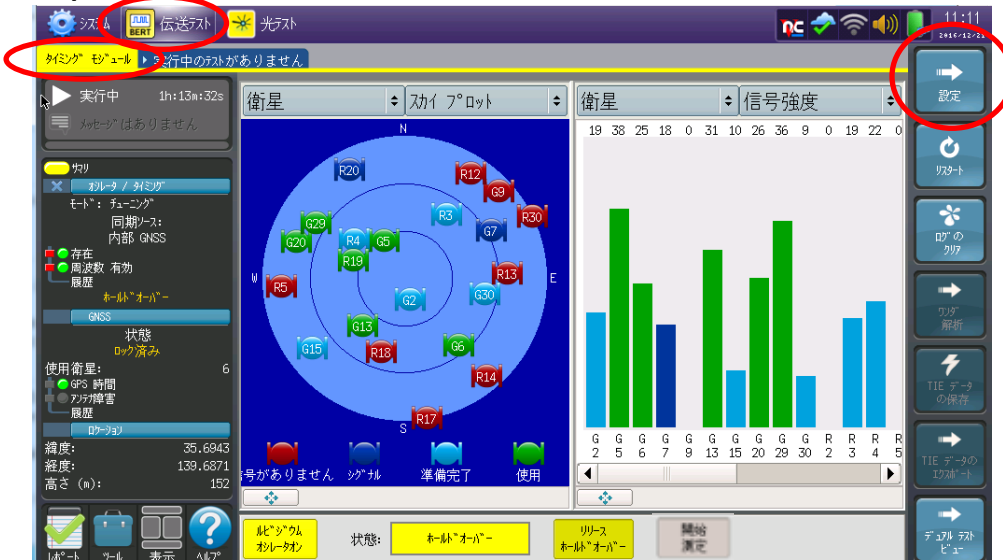 システム
BERT 伝送テスト
光テスト
11:11
2016/12/21
タイミング モジュール
実行中のテストがありません
実行中 1h:13m:32s
メッセージはありません
サマリ
オシレータ / タイミング
モード: チューニング
同期ソース:
内部 GNSS
存在
周波数 有効
履歴
ホールドオーバー
GNSS
状態
ロック済み
使用衛星: 6
GPS 時間
アンテナ障害
履歴
ロケーション
緯度: 35.6943
経度: 139.6871
高さ (m): 152
レポート ツール 表示 ヘルプ
衛星 スカイ プロット
N
R20
R12
G9
R3
R30
G29
G7
G20
R4
G5
R19
W
E
R5
R13
G2
G30
G13
G15
R18
G6
R14
R17
S
信号がありません シグナル 準備完了 使用
衛星 信号強度
19 38 25 18 0 31 10 26 36 9 0 19 22 0
G G G G G G G G G G R R R R
2 5 6 7 9 13 15 20 29 30 2 3 4 5
ルビジウム
オシレータオン
状態:
ホールドオーバー
リリース
ホールドオーバー
開始
測定
設定
リスタート
ログの
クリア
ワンダ
解析
TIE データ
の保存
TIE データの
エクスポート
デュアル テスト
ビュー